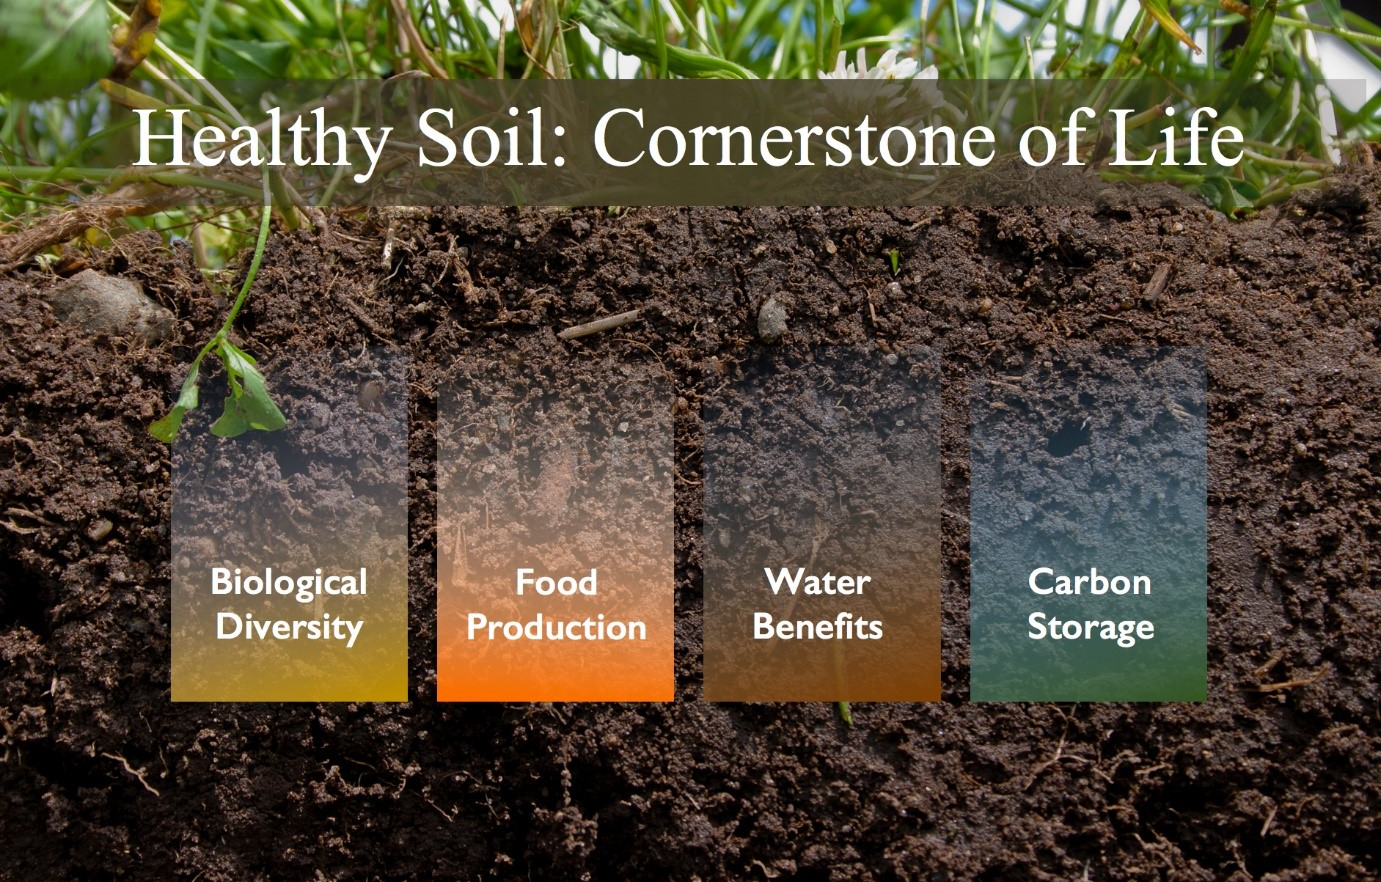 Healthy Soil: Cornerstone of Life
Biological
Diversity
Food
Production
Water
Benefits
Carbon
Storage